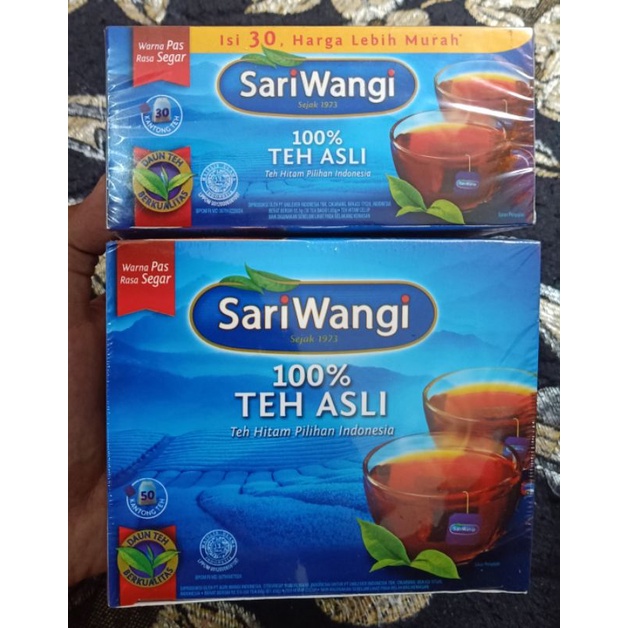 Isi 30, Harga Lebih Murah*
Warna Pas
Rasa Segar
SariWangi
Sejak 1973
30
KANTONG TEH
100%
TEH ASLI
Teh Hitam Pilihan Indonesia
DAUN TEH
BERKUALITAS
Warna Pas
Rasa Segar
SariWangi
Sejak 1973
100%
TEH ASLI
Teh Hitam Pilihan Indonesia
50
KANTONG TEH
DAUN TEH
BERKUALITAS